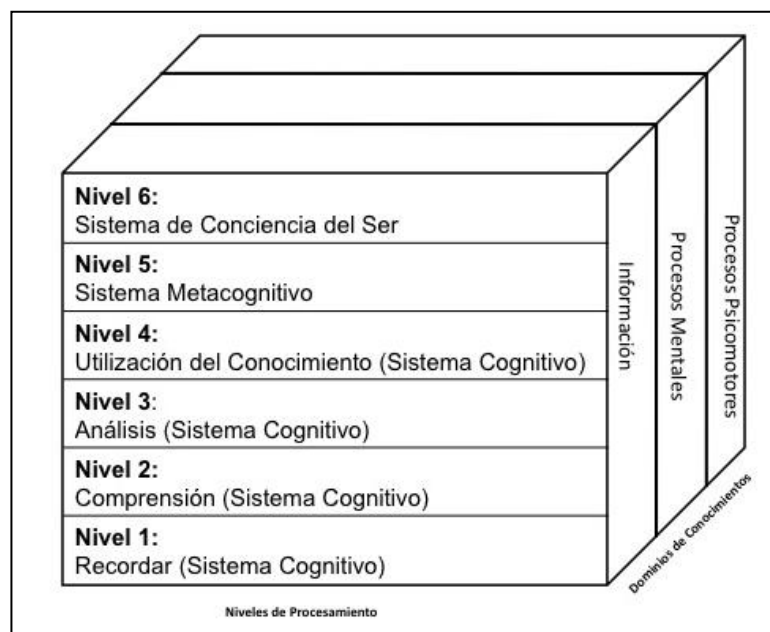 Nivel 6:
Sistema de Conciencia del Ser
Nivel 5:
Sistema Metacognitivo
Nivel 4:
Utilización del Conocimiento (Sistema Cognitivo)
Nivel 3:
Análisis (Sistema Cognitivo)
Nivel 2:
Comprensión (Sistema Cognitivo)
Nivel 1:
Recordar (Sistema Cognitivo)
Información
Procesos Mentales
Procesos Psicomotores
Dominios de Conocimientos
Niveles de Procesamiento